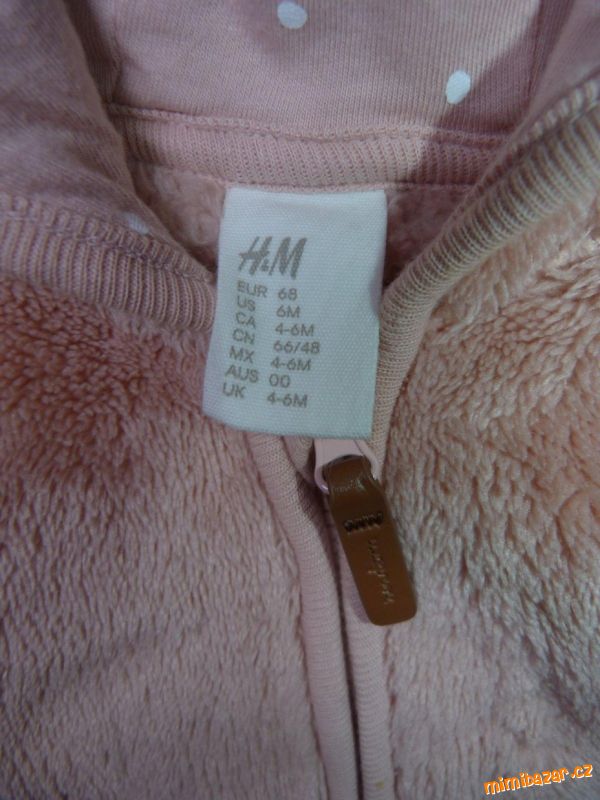 H&M
EUR 68
US 6M
CA 4-6M
CN 66/48
MX 4-6M
AUS 00
UK 4-6M
mimibazar.cz